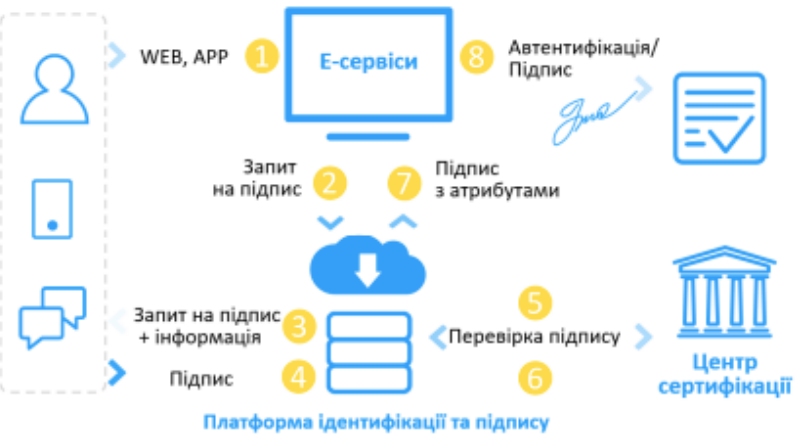 WEB, APP
1
Е-сервіси
8
Автентифікація/
Підпис
Запит
на підпис
2
7
Підпис
з атрибутами
Запит на підпис
+ інформація
3
Підпис
4
5
Перевірка підпису
6
Центр
сертифікації
Платформа ідентифікації та підпису